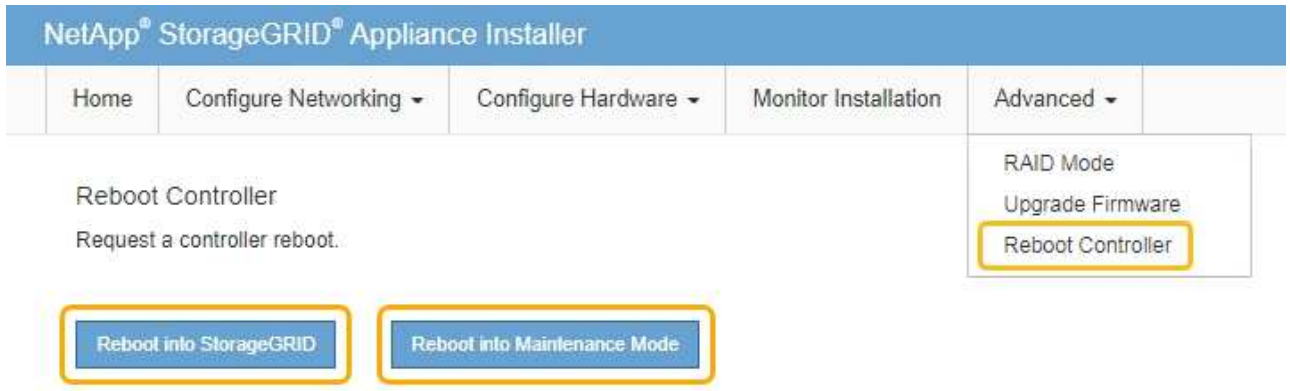 NetApp® StorageGRID® Appliance Installer
Home Configure Networking Configure Hardware Monitor Installation Advanced
RAID Mode
Upgrade Firmware
Reboot Controller
Reboot Controller
Request a controller reboot.
Reboot into StorageGRID Reboot into Maintenance Mode